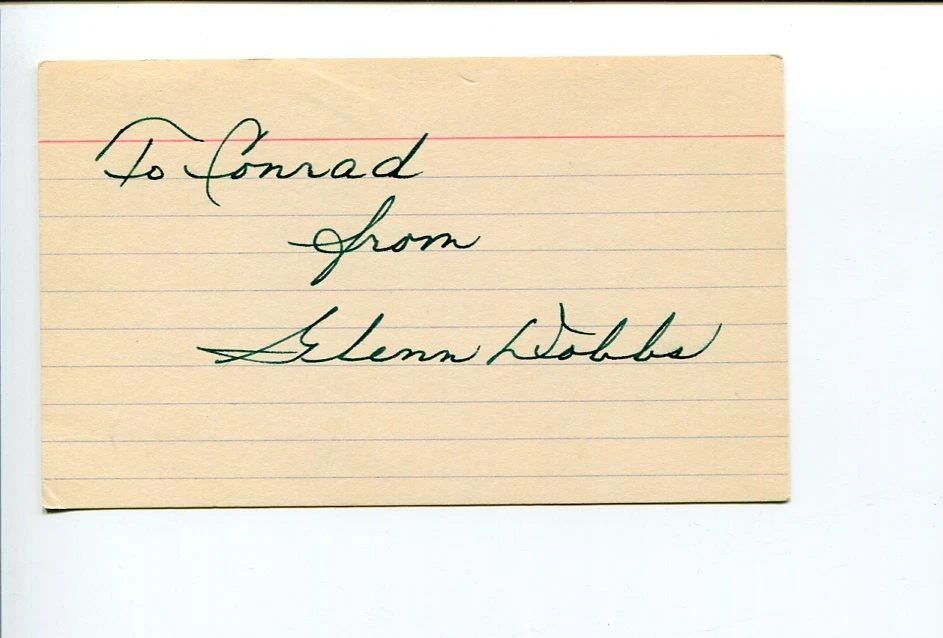 To Conrad
from
Glenn Dobbs